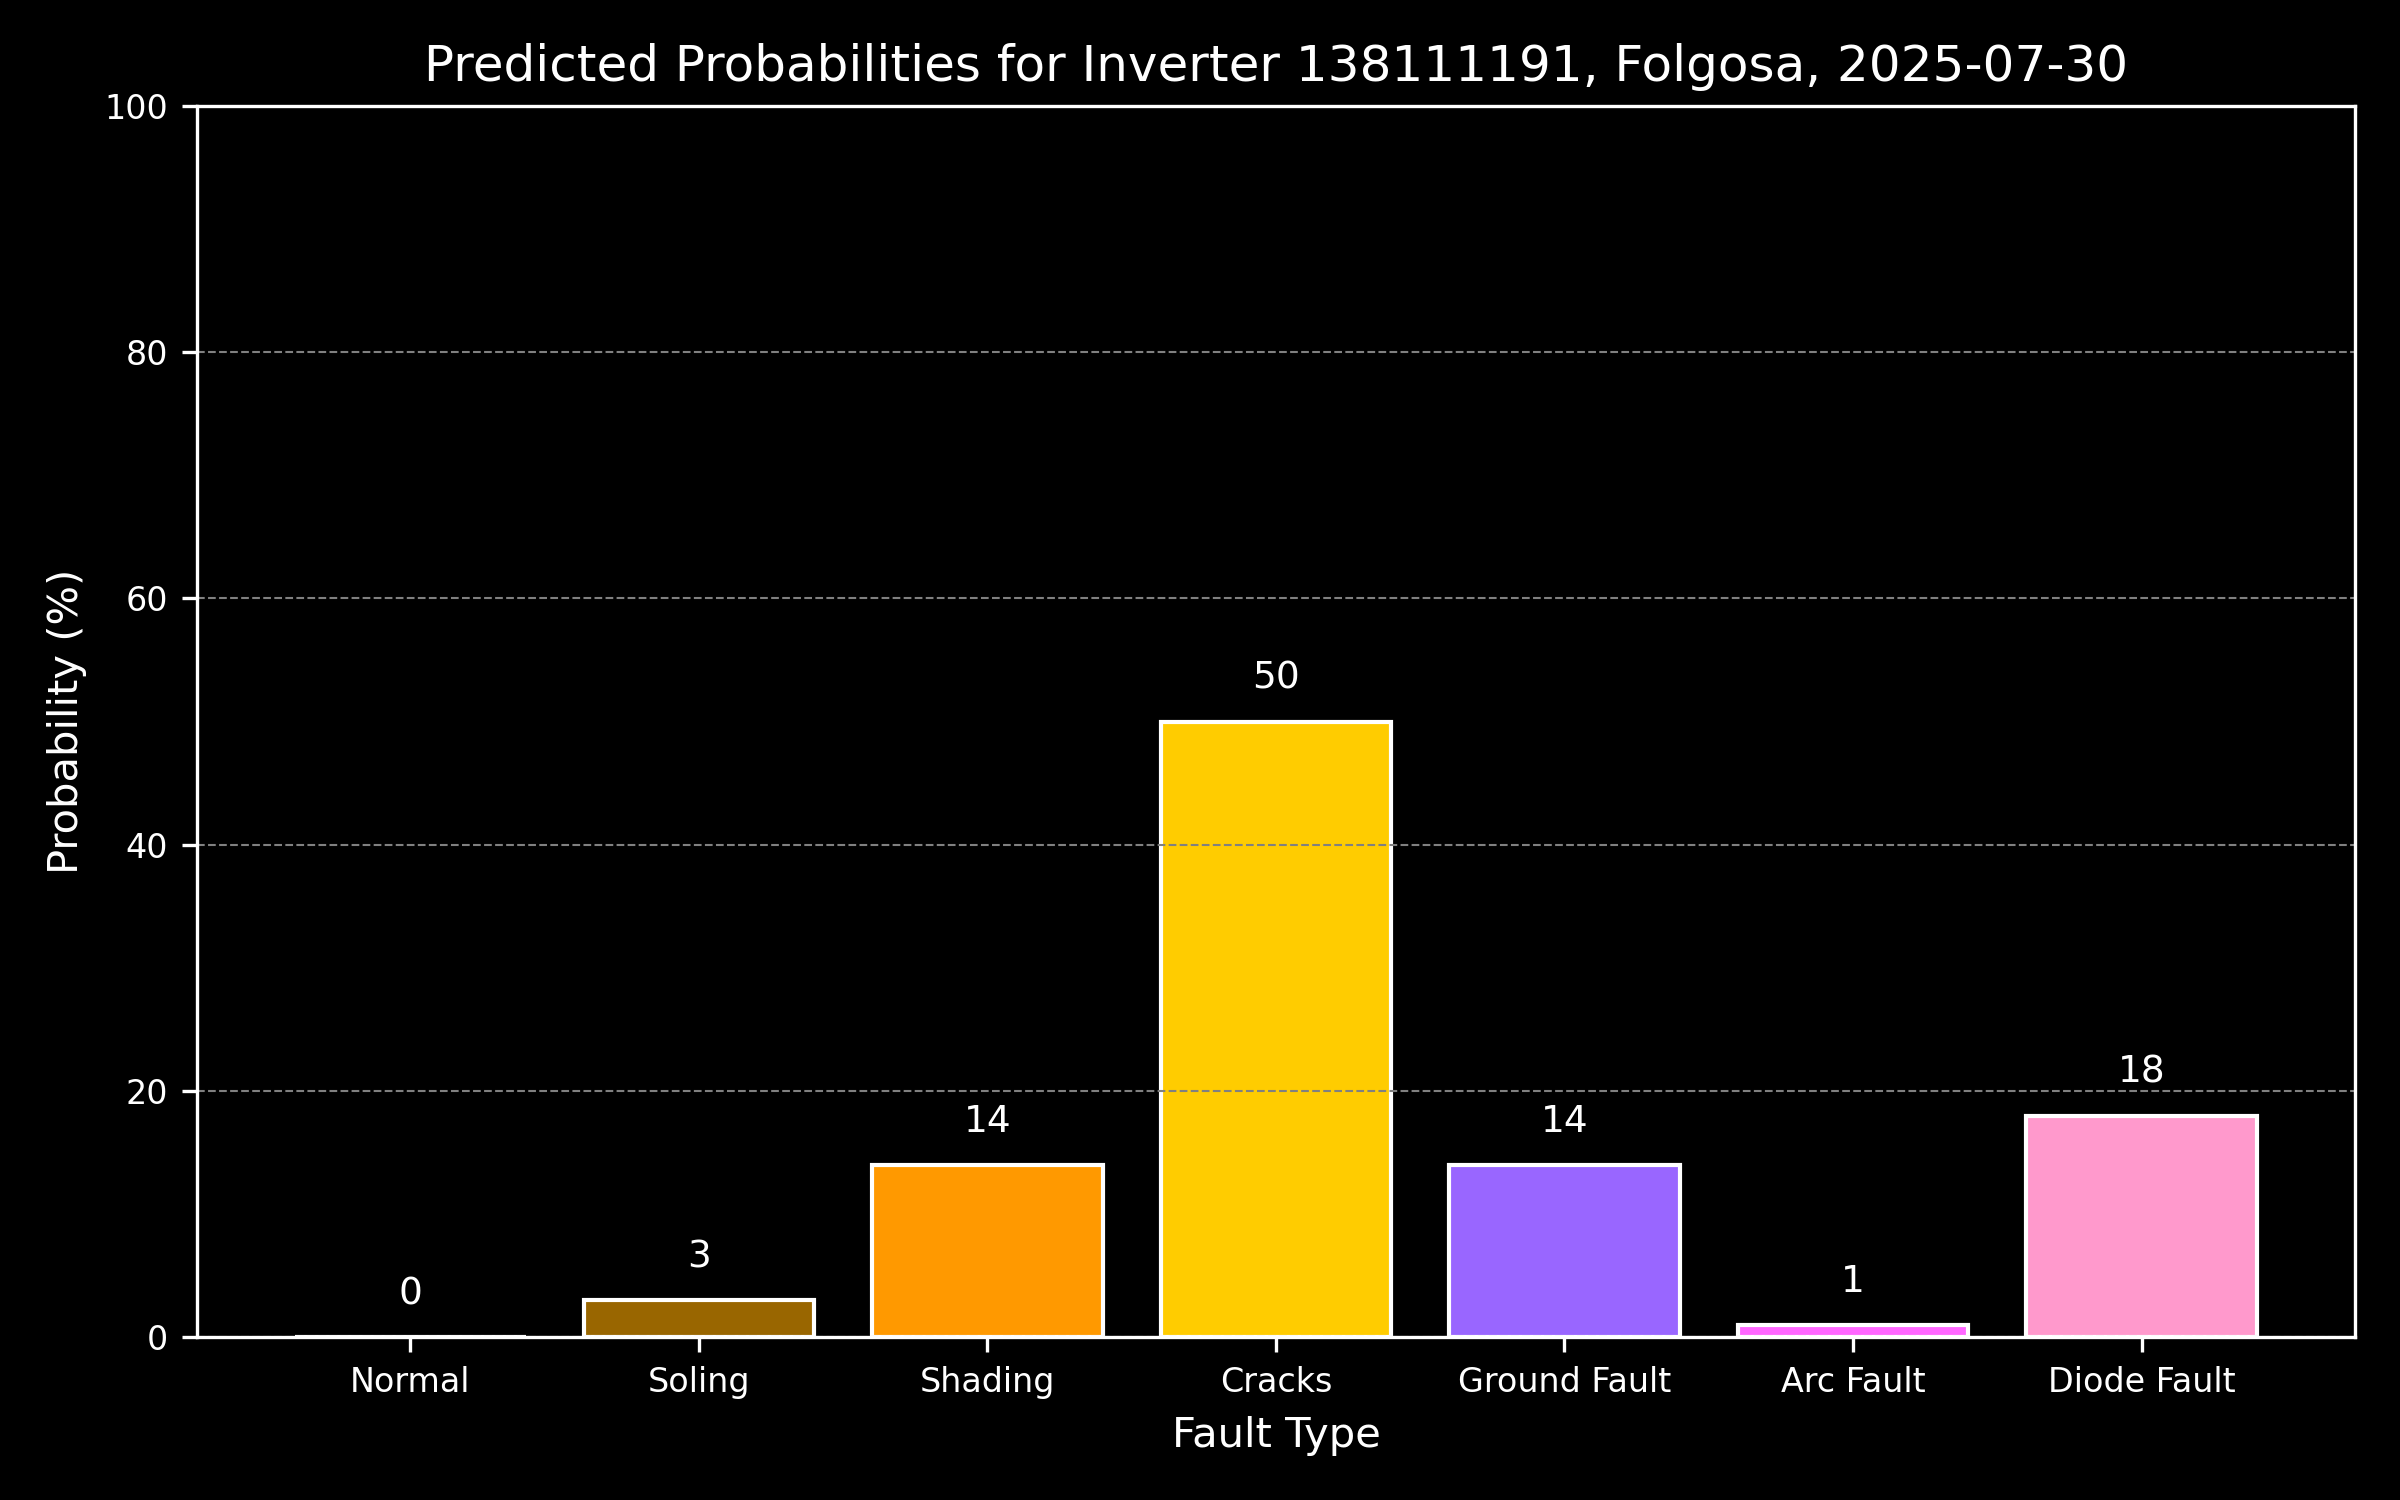 Predicted Probabilities for Inverter 138111191, Folgosa, 2025-07-30
100
80
60
40
20
0
Probability (%)
0
3
14
50
14
1
18
Normal
Soling
Shading
Cracks
Ground Fault
Arc Fault
Diode Fault
Fault Type